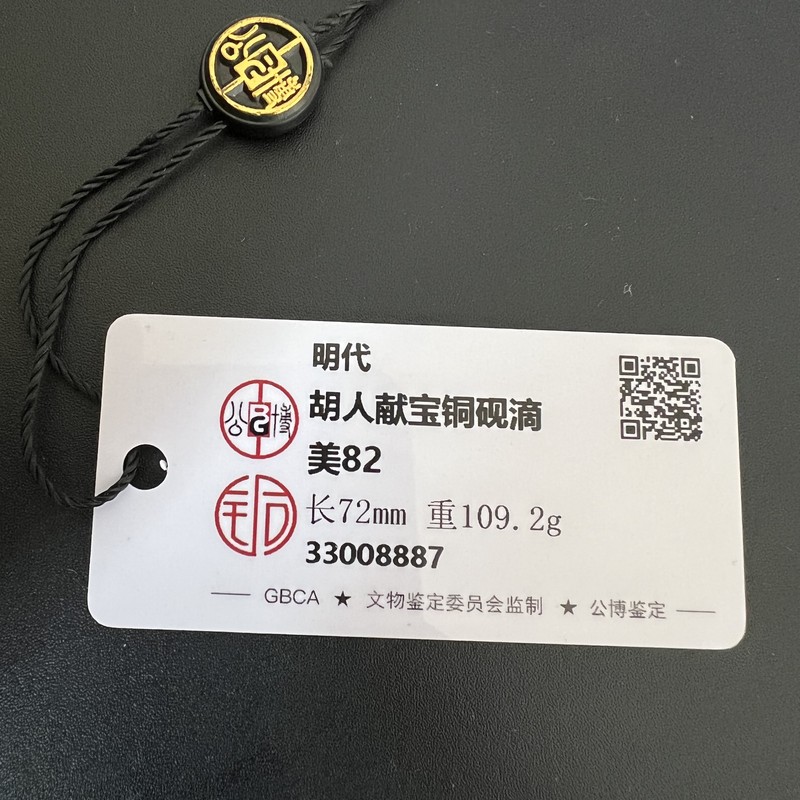 公博
明代
公博
胡人献宝铜砚滴
美82
铜
长72mm 重109.2g
33008887
GBCA ★ 文物鉴定委员会监制 ★ 公博鉴定